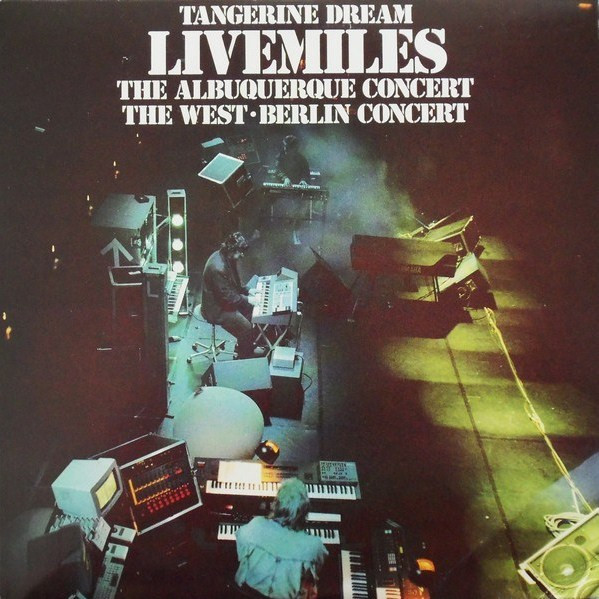 TANGERINE DREAM
LIVEMILES
THE ALBUQUERQUE CONCERT
THE WEST·BERLIN CONCERT